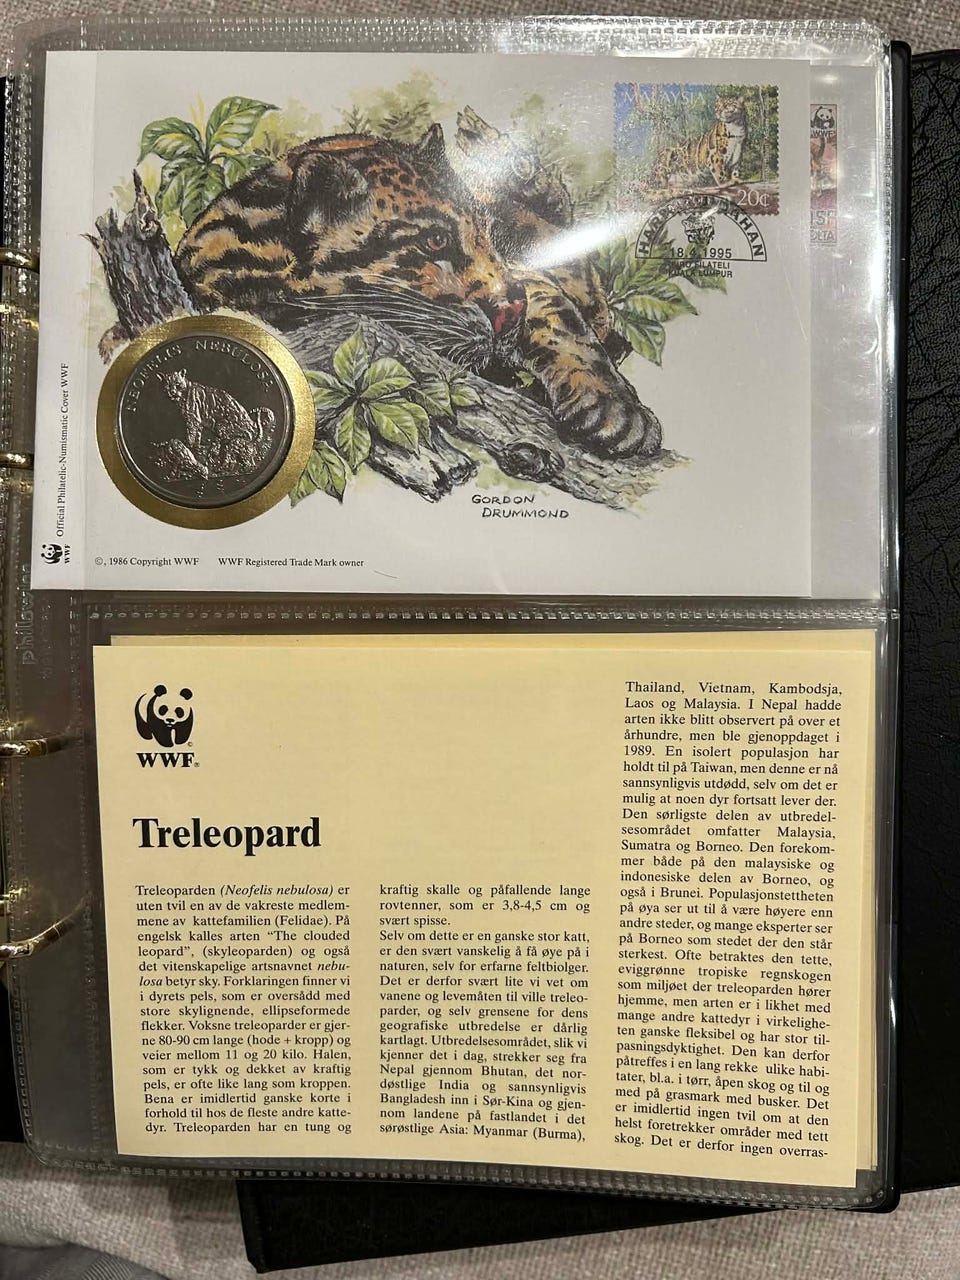 MALAYSIA
20¢
HARI
18.4.1995
BIRO FILATELI
KUALA LUMPUR
WWF
15
NEOFELIS NEBULOSA
GORDON
DRUMMOND
Official Philatelic-Numismatic Cover WWF
WWF
©, 1986 Copyright WWF WWF Registered Trade Mark owner
philswiss
©
WWF®
Treleopard
Treleoparden (Neofelis nebulosa) er
uten tvil en av de vakreste medlem-
mene av kattefamilien (Felidae). På
engelsk kalles arten “The clouded
leopard”, (skyleoparden) og også
det vitenskapelige artsnavnet nebu-
losa betyr sky. Forklaringen finner vi
i dyrets pels, som er oversådd med
store skylignende, ellipseformede
flekker. Voksne treleoparder er gjer-
ne 80-90 cm lange (hode + kropp) og
veier mellom 11 og 20 kilo. Halen,
som er tykk og dekket av kraftig
pels, er ofte like lang som kroppen.
Bena er imidlertid ganske korte i
forhold til hos de fleste andre katte-
dyr. Treleoparden har en tung og
kraftig skalle og påfallende lange
rovtenner, som er 3,8-4,5 cm og
svært spisse.
Selv om dette er en ganske stor katt,
er den svært vanskelig å få øye på i
naturen, selv for erfarne feltbiolger.
Det er derfor svært lite vi vet om
vanene og levemåten til ville treleo-
parder, og selv grensene for dens
geografiske utbredelse er dårlig
kartlagt. Utbredelsesområdet, slik vi
kjenner det i dag, strekker seg fra
Nepal gjennom Bhutan, det nor-
døstlige India og sannsynligvis
Bangladesh inn i Sør-Kina og gjen-
nom landene på fastlandet i det
sørøstlige Asia: Myanmar (Burma),
Thailand, Vietnam, Kambodsja,
Laos og Malaysia. I Nepal hadde
arten ikke blitt observert på over et
århundre, men ble gjenoppdaget i
1989. En isolert populasjon har
holdt til på Taiwan, men denne er nå
sannsynligvis utdødd, selv om det er
mulig at noen dyr fortsatt lever der.
Den sørligste delen av utbredel-
sesområdet omfatter Malaysia,
Sumatra og Borneo. Den forekom-
mer både på den malaysiske og
indonesiske delen av Borneo, og
også i Brunei. Populasjonstettheten
på øya ser ut til å være høyere enn
andre steder, og mange eksperter ser
på Borneo som stedet der den står
sterkest. Ofte betraktes den tette,
eviggrønne tropiske regnskogen
som miljøet der treleoparden hører
hjemme, men arten er i likhet med
mange andre kattedyr i virkelighe-
ten ganske fleksibel og har stor til-
pasningsdyktighet. Den kan derfor
påtreffes i en lang rekke ulike habi-
tater, bl.a. i tørr, åpen skog og til og
med på grasmark med busker. Det
er imidlertid ingen tvil om at den
helst foretrekker områder med tett
skog. Det er derfor ingen overras-